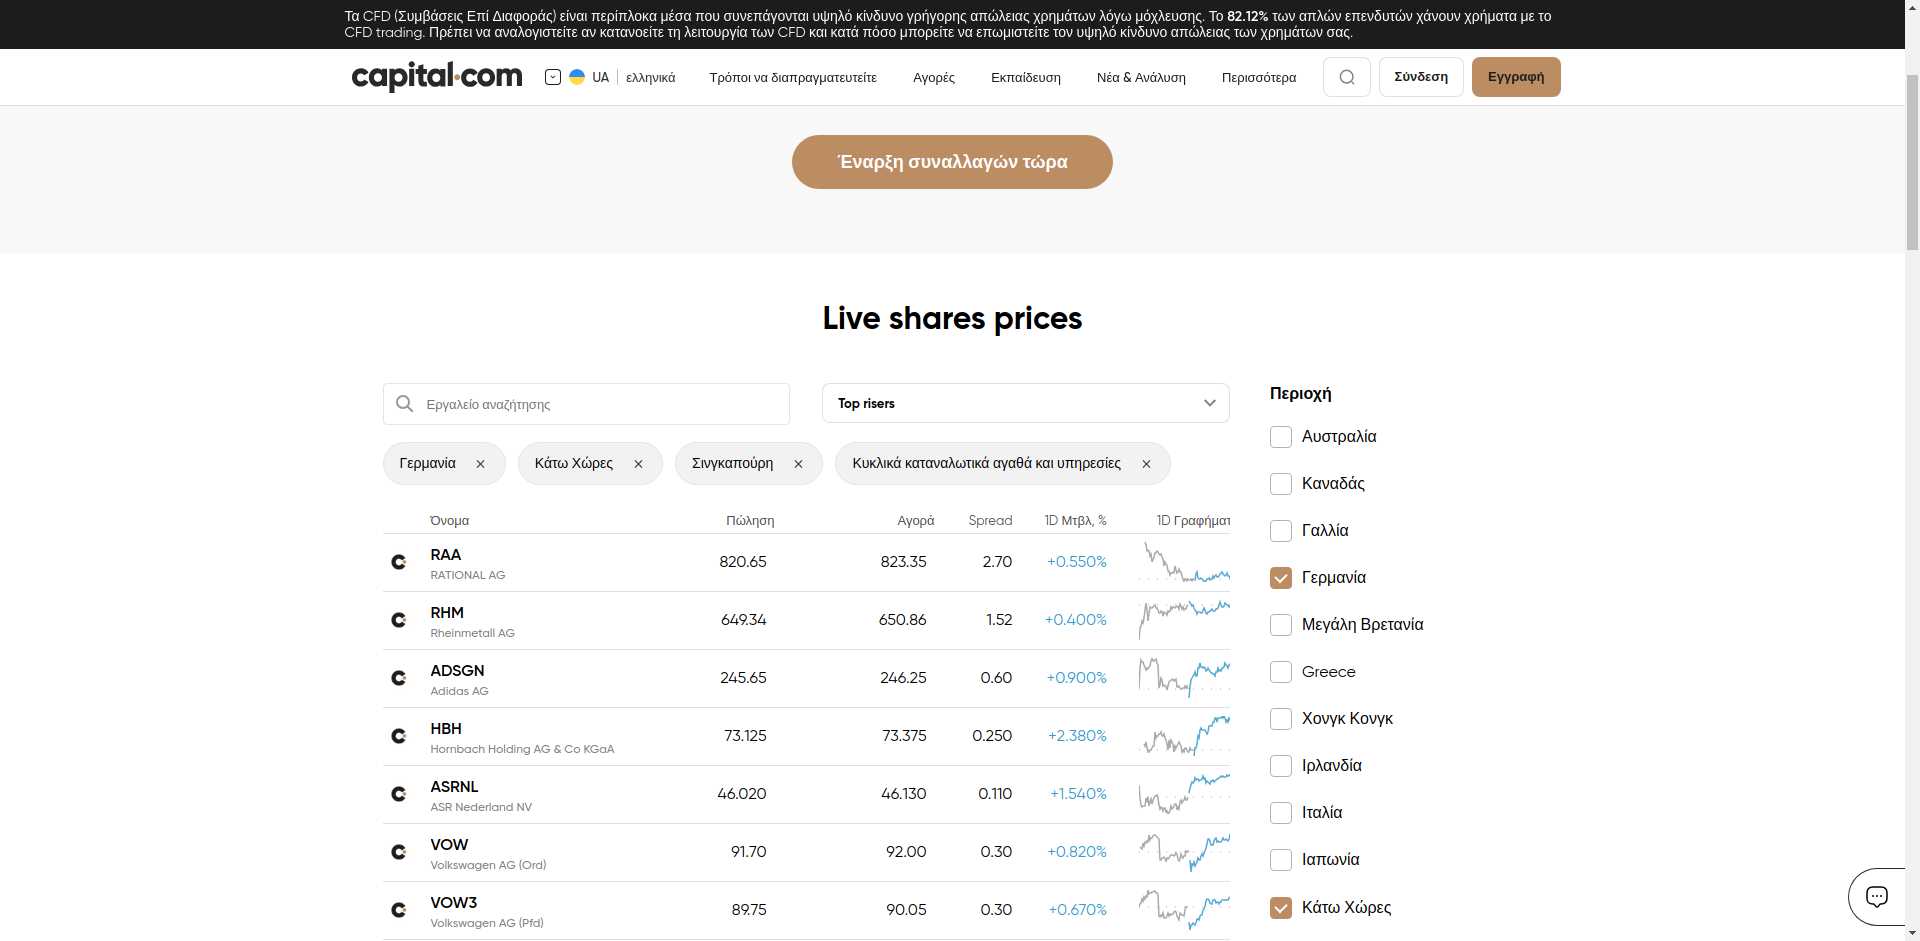 Τα CFD (Συμβάσεις Επί Διαφοράς) είναι περίπλοκα μέσα που συνεπάγονται υψηλό κίνδυνο γρήγορης απώλειας χρημάτων λόγω μόχλευσης. Το 82.12% των απλών επενδυτών χάνουν χρήματα με το
CFD trading. Πρέπει να αναλογιστείτε αν κατανοείτε τη λειτουργία των CFD και κατά πόσο μπορείτε να επωμιστείτε τον υψηλό κίνδυνο απώλειας των χρημάτων σας.
capital.com UA ελληνικά Τρόποι να διαπραγματευτείτε Αγορές Εκπαίδευση Νέα & Ανάλυση Περισσότερα Σύνδεση Εγγραφή
Έναρξη συναλλαγών τώρα
Live shares prices
Εργαλείο αναζήτησης Top risers
Γερμανία Κάτω Χώρες Σινγκαπούρη Κυκλικά καταναλωτικά αγαθά και υπηρεσίες
Όνομα Πώληση Αγορά Spread 1D Μτβλ, % 1D Γραφήματ
RAA 820.65 823.35 2.70 +0.550%
RATIONAL AG
RHM 649.34 650.86 1.52 +0.400%
Rheinmetall AG
ADSGN 245.65 246.25 0.60 +0.900%
Adidas AG
HBH 73.125 73.375 0.250 +2.380%
Hornbach Holding AG & Co KGaA
ASRNL 46.020 46.130 0.110 +1.540%
ASR Nederland NV
VOW 91.70 92.00 0.30 +0.820%
Volkswagen AG (Ord)
VOW3 89.75 90.05 0.30 +0.670%
Volkswagen AG (Pfd)
Περιοχή
Αυστραλία
Καναδάς
Γαλλία
Γερμανία
Μεγάλη Βρετανία
Greece
Χονγκ Κονγκ
Ιρλανδία
Ιταλία
Ιαπωνία
Κάτω Χώρες